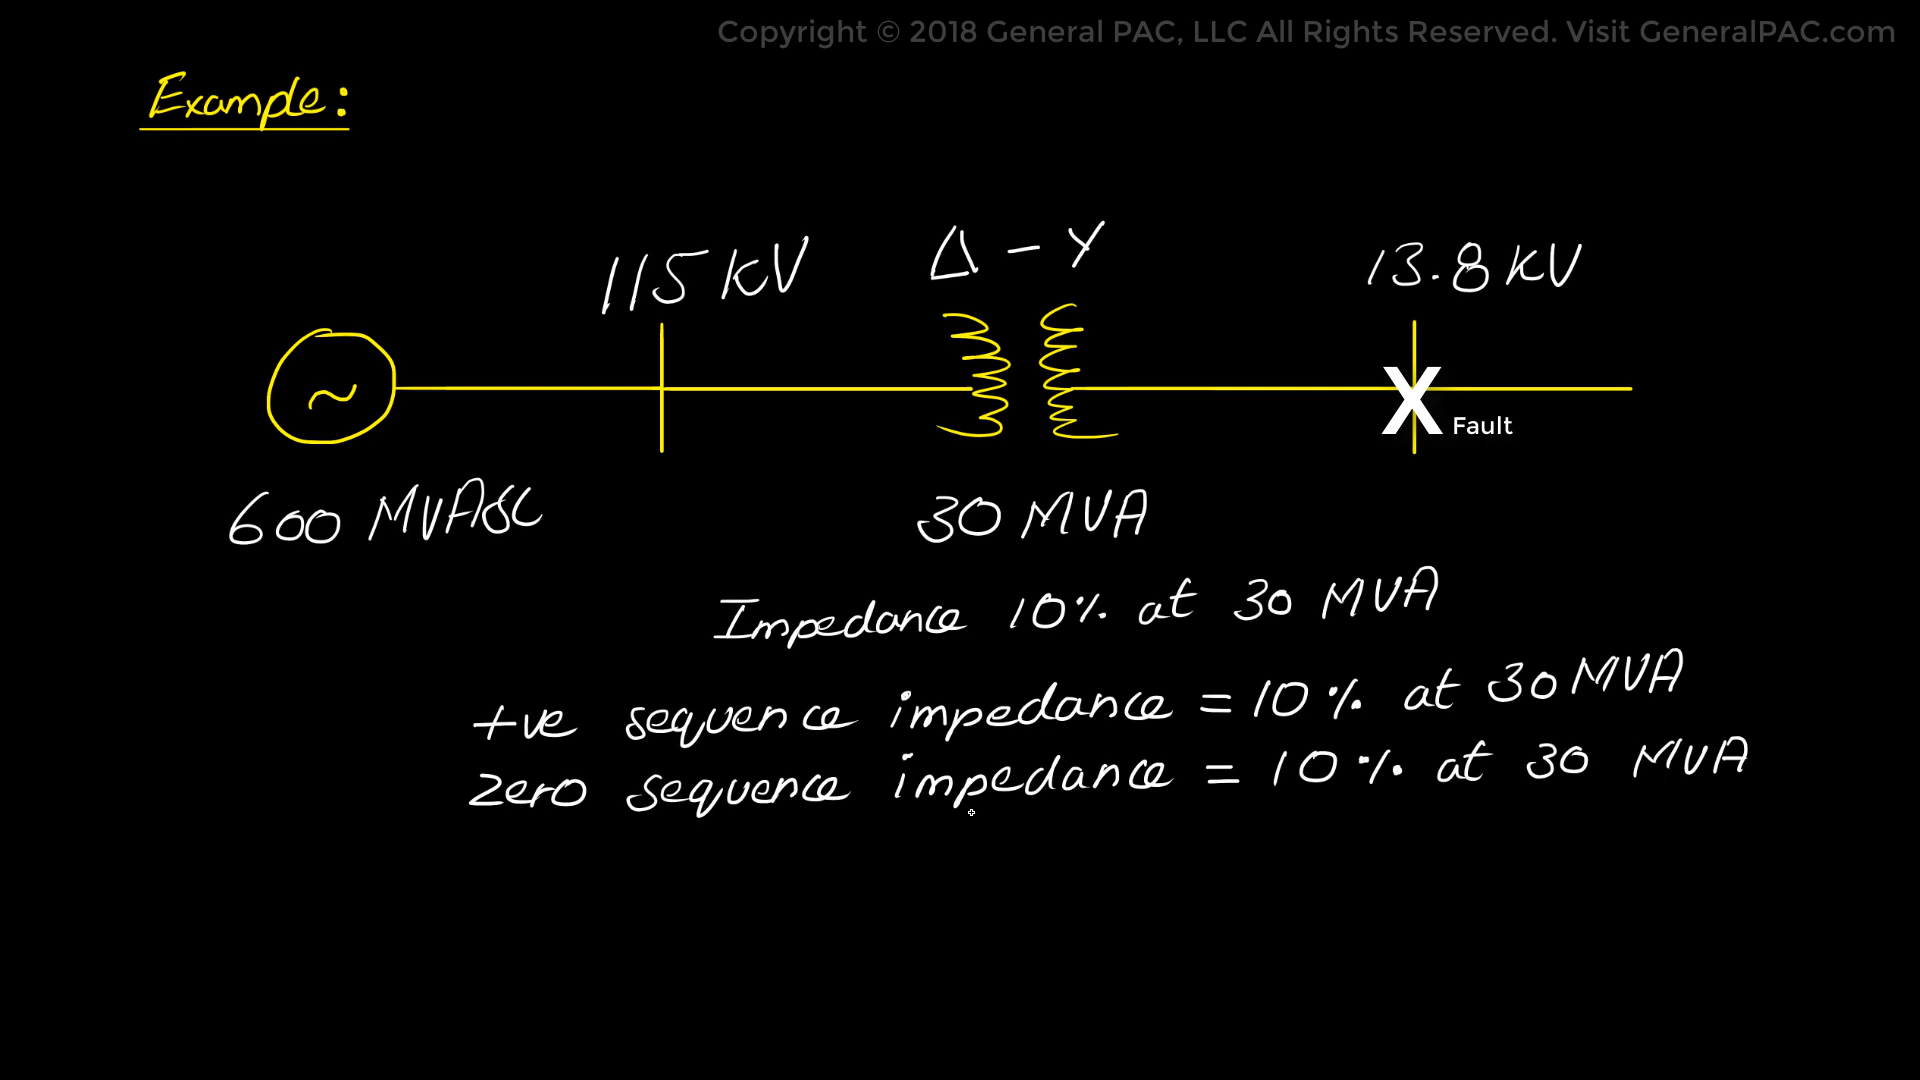 Copyright © 2018 General PAC, LLC All Rights Reserved. Visit GeneralPAC.com
Example:
115 kV Δ - Y 13.8 kV
~
X Fault
600 MVASC 30 MVA
Impedance 10% at 30 MVA
+ve sequence impedance = 10% at 30 MVA
zero sequence impedance = 10% at 30 MVA